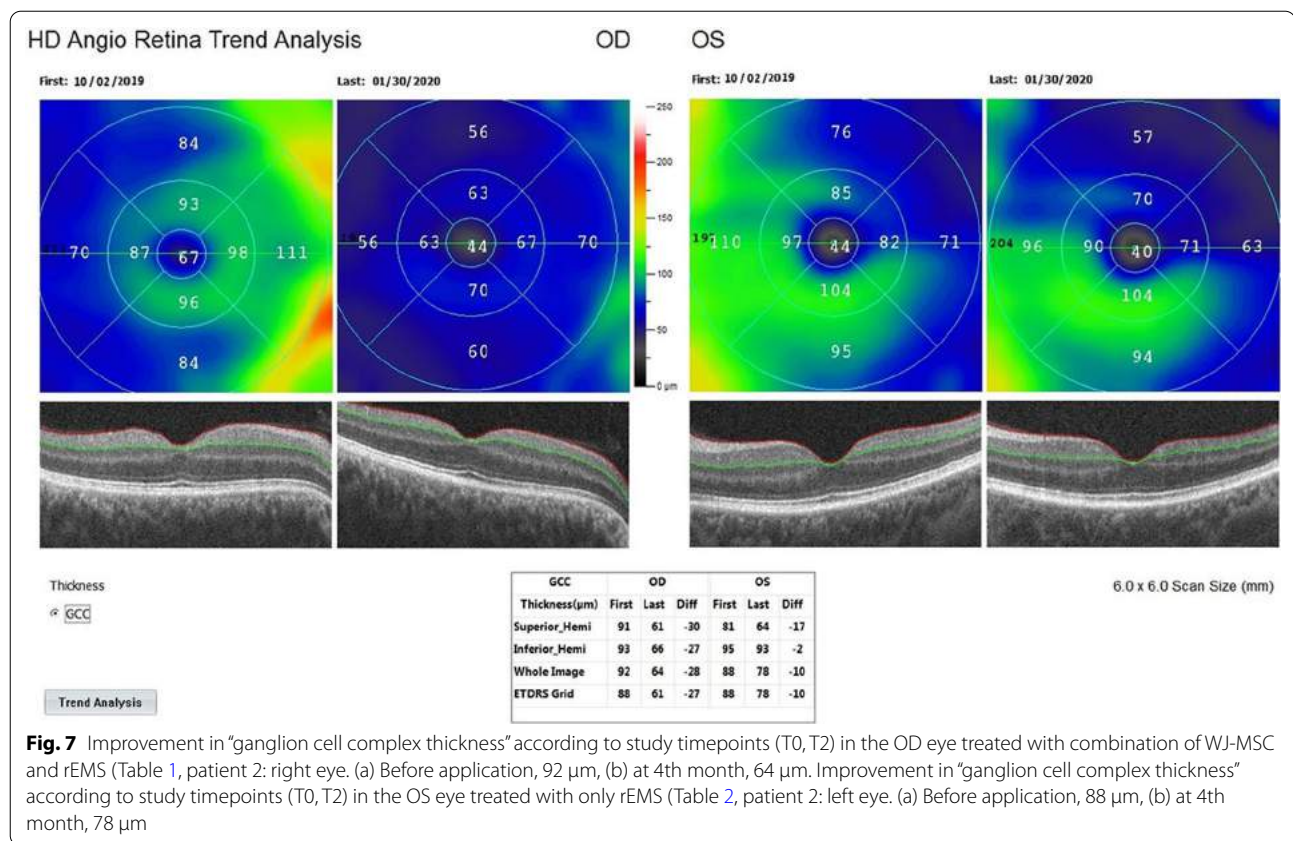 HD Angio Retina Trend Analysis OD OS
First: 10/02/2019 Last: 01/30/2020 First: 10/02/2019 Last: 01/30/2020
84
93
70 87 67 98 111
96
84
56
63
56 63 44 67 70
70
60
250
200
150
100
50
0 µm
76
85
110 97 44 82 71
104
95
57
70
204 96 90 40 71 63
104
94
Thickness
GCC
Trend Analysis
GCC OD OS
Thickness(µm) First Last Diff First Last Diff
Superior_Hemi 91 61 -30 81 64 -17
Inferior_Hemi 93 66 -27 95 93 -2
Whole Image 92 64 -28 88 78 -10
ETDRS Grid 88 61 -27 88 78 -10
6.0 x 6.0 Scan Size (mm)
Fig. 7 Improvement in “ganglion cell complex thickness” according to study timepoints (T0, T2) in the OD eye treated with combination of WJ-MSC
and rEMS (Table 1, patient 2: right eye. (a) Before application, 92 µm, (b) at 4th month, 64 µm. Improvement in “ganglion cell complex thickness”
according to study timepoints (T0, T2) in the OS eye treated with only rEMS (Table 2, patient 2: left eye. (a) Before application, 88 µm, (b) at 4th
month, 78 µm